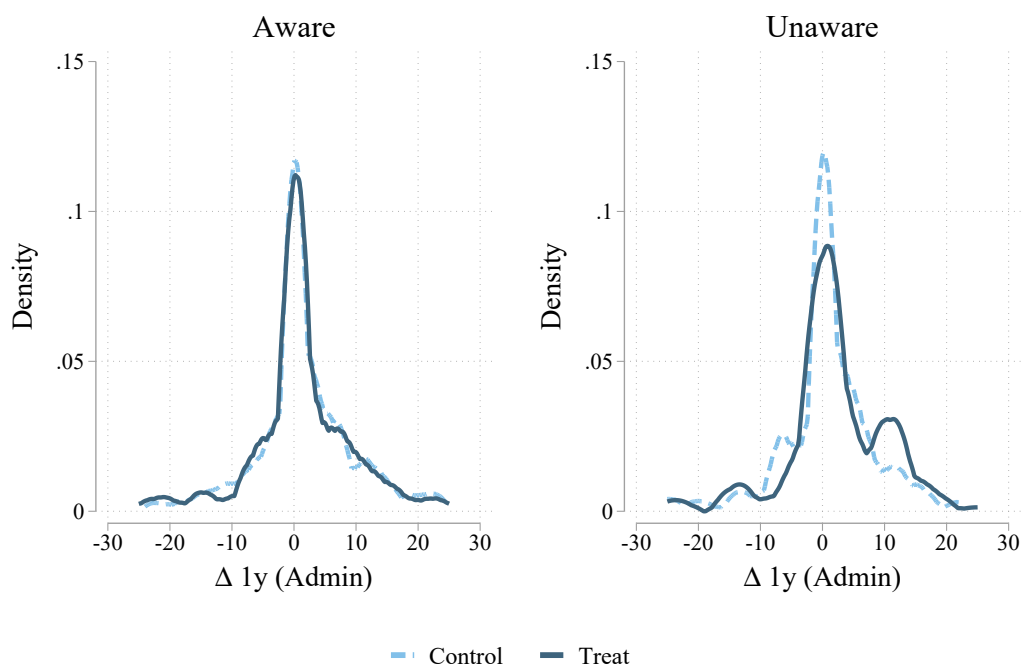 Aware
Unaware
.15
.1
.05
0
Density
-30 -20 -10 0 10 20 30
Δ 1y (Admin)
.15
.1
.05
0
Density
-30 -20 -10 0 10 20 30
Δ 1y (Admin)
Control Treat